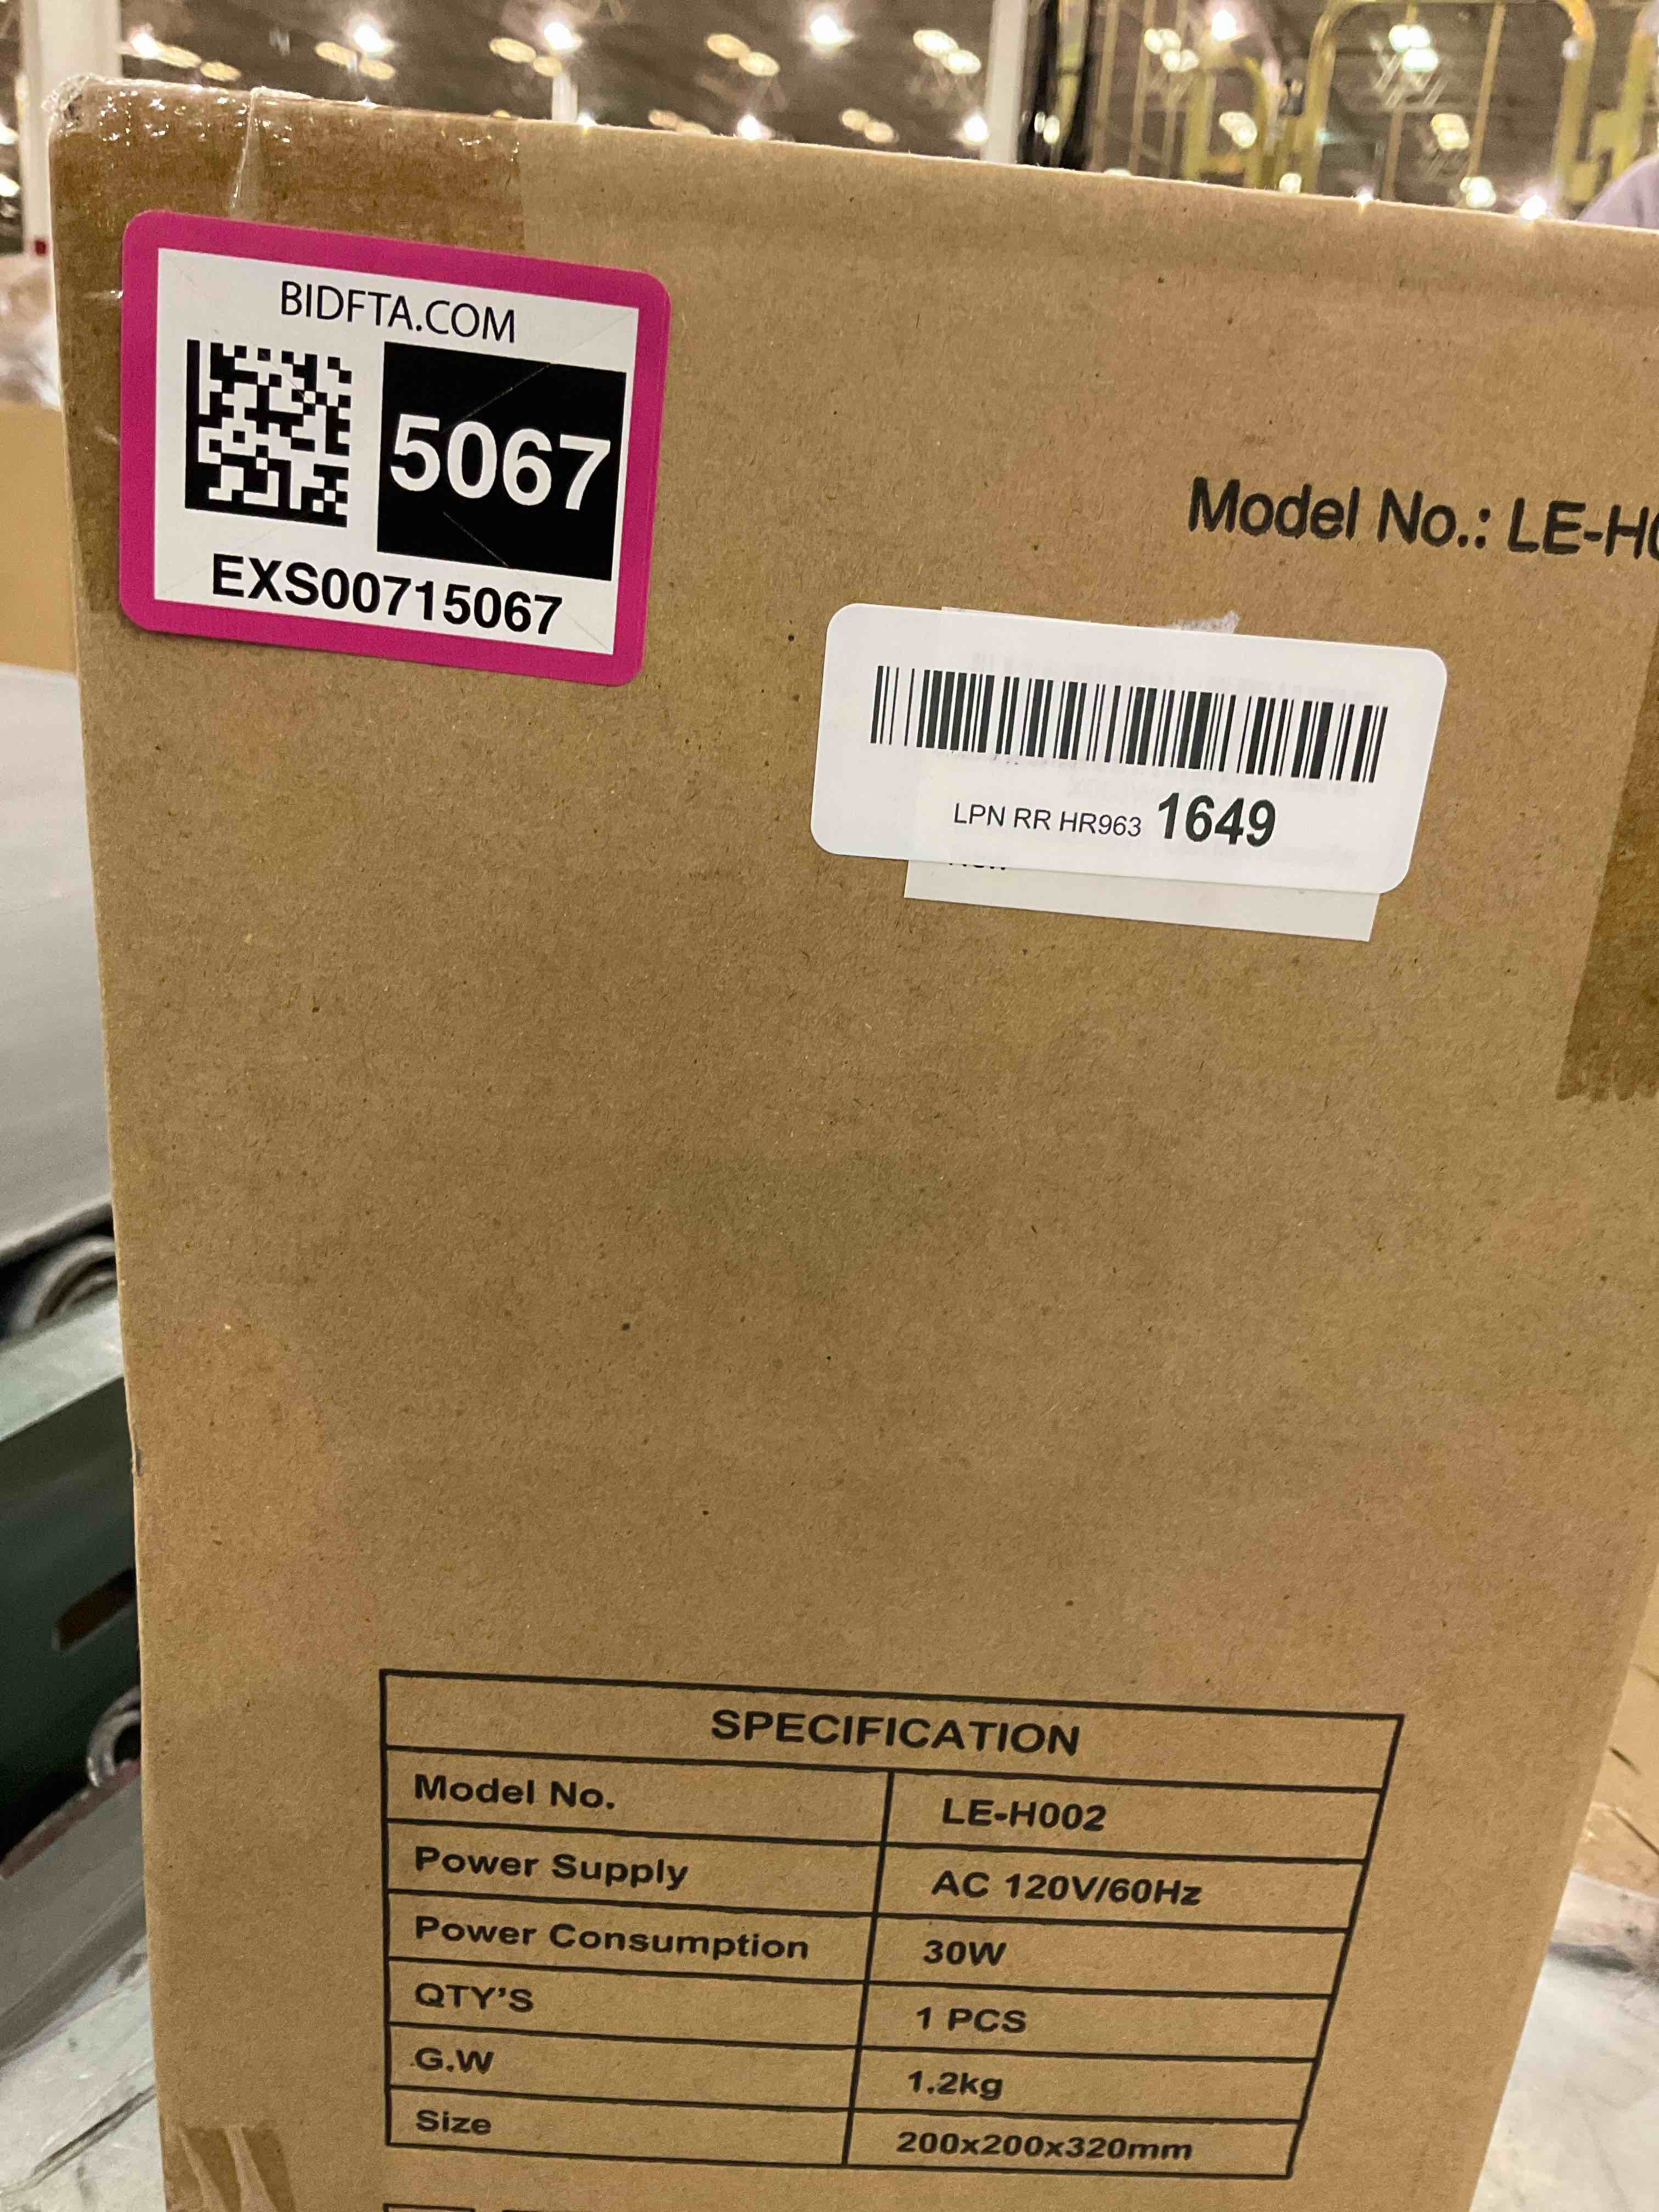 BIDFTA.COM
5067
EXS00715067
Model No.: LE-H0
LPN RR HR963 1649
SPECIFICATION
Model No. LE-H002
Power Supply AC 120V/60Hz
Power Consumption 30W
QTY'S 1 PCS
G.W 1.2kg
Size 200x200x320mm